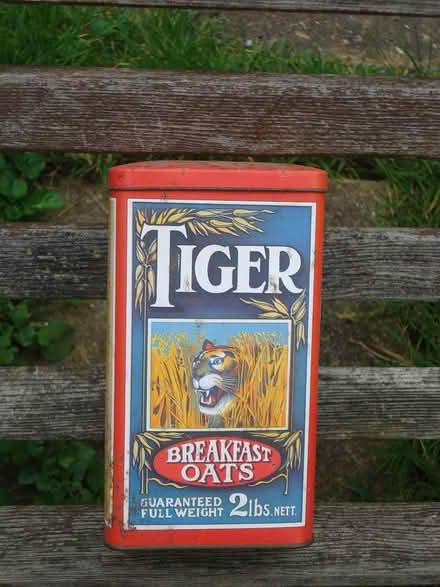 TIGER
BREAKFAST
OATS
GUARANTEED
FULL WEIGHT 2lbs. NETT.